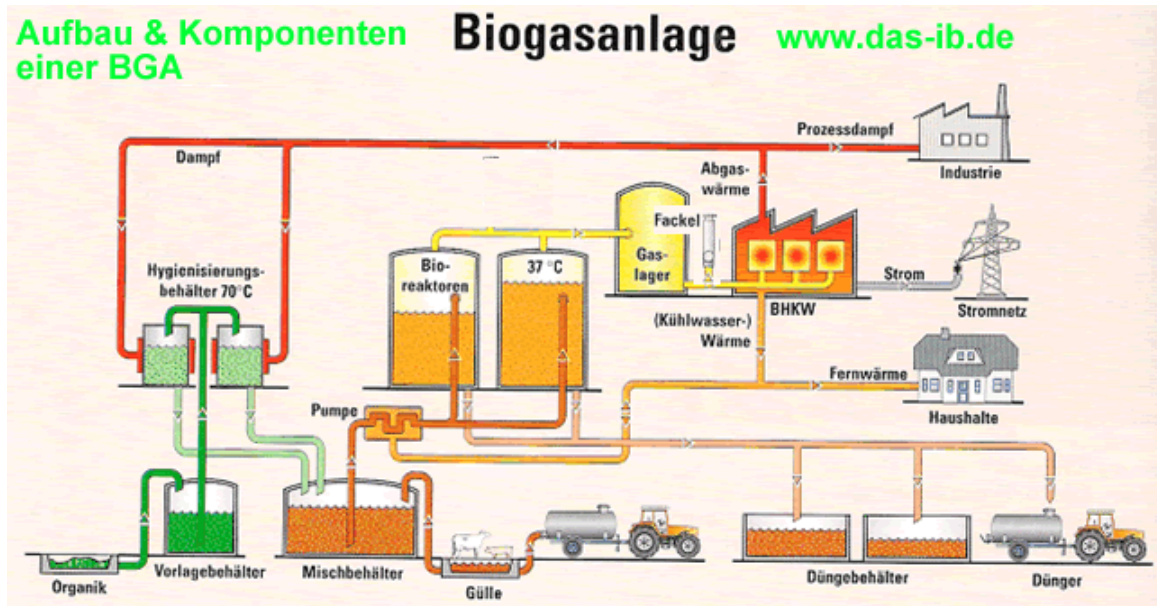 Aufbau & Komponenten
einer BGA
Biogasanlage
www.das-ib.de
Prozessdampf
Industrie
Dampf
Abgas-
wärme
Fackel
Gas-
lager
Bio-
reaktoren
37 °C
Hygienisierungs-
behälter 70°C
BHKW
Strom
Stromnetz
(Kühlwasser-)
Wärme
Fernwärme
Haushalte
Pumpe
Organik
Vorlagebehälter
Mischbehälter
Gülle
Düngebehälter
Dünger